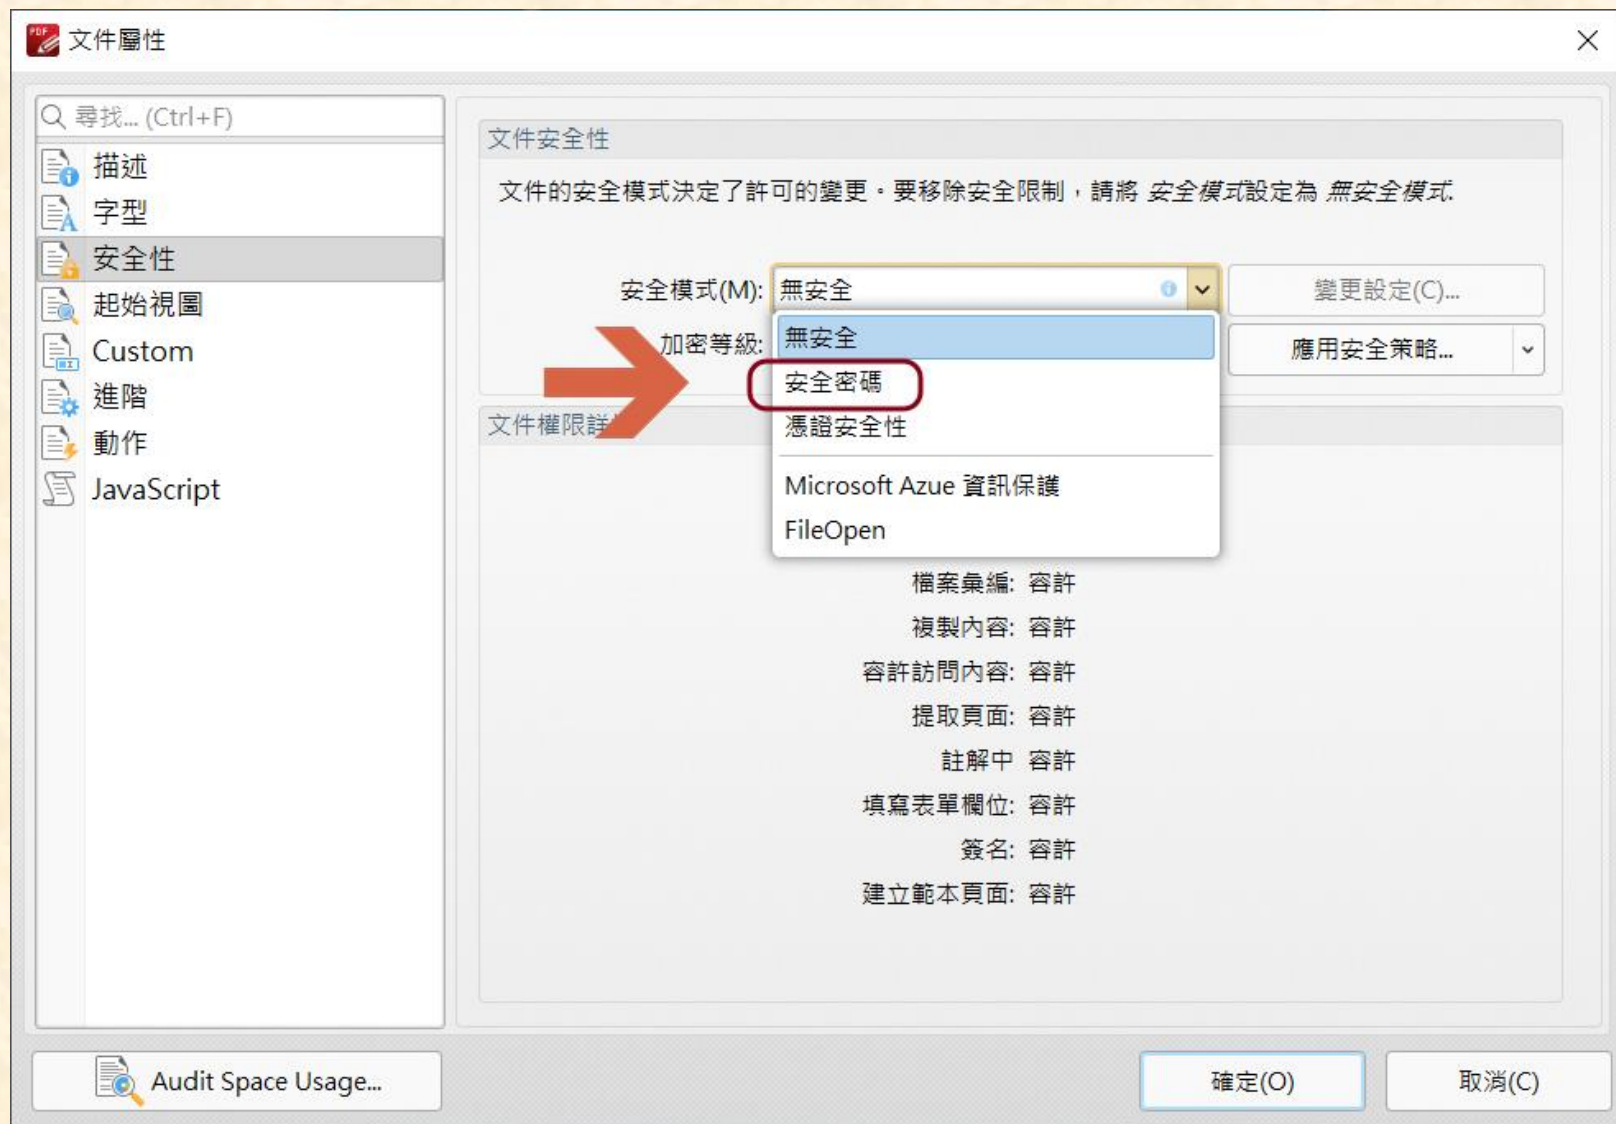 PDF
文件屬性
尋找... (Ctrl+F)
描述
字型
安全性
起始視圖
Custom
進階
動作
JavaScript
文件安全性
文件的安全模式決定了許可的變更。要移除安全限制，請將 安全模式設定為 無安全模式.
安全模式(M): 無安全 變更設定(C)...
加密等級: 應用安全策略...
無安全
安全密碼
憑證安全性
Microsoft Azue 資訊保護
FileOpen
文件權限詳
檔案彙編: 容許
複製內容: 容許
容許訪問內容: 容許
提取頁面: 容許
註解中 容許
填寫表單欄位: 容許
簽名: 容許
建立範本頁面: 容許
Audit Space Usage...
確定(O)
取消(C)